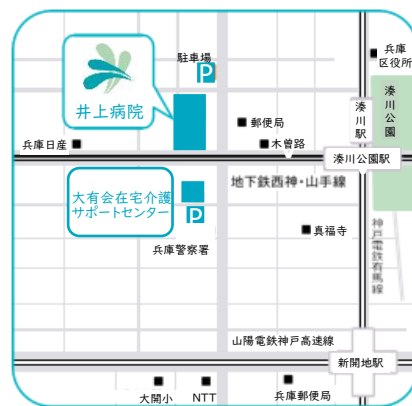 駐車場
P
兵庫
区役所
井上病院
湊川公園
湊川駅
郵便局
兵庫日産
木曽路
湊川公園駅
地下鉄西神・山手線
大有会在宅介護
サポートセンター
P
兵庫警察署
真福寺
神戸電鉄有馬線
山陽電鉄神戸高速線
新開地駅
大開小
NTT
兵庫郵便局